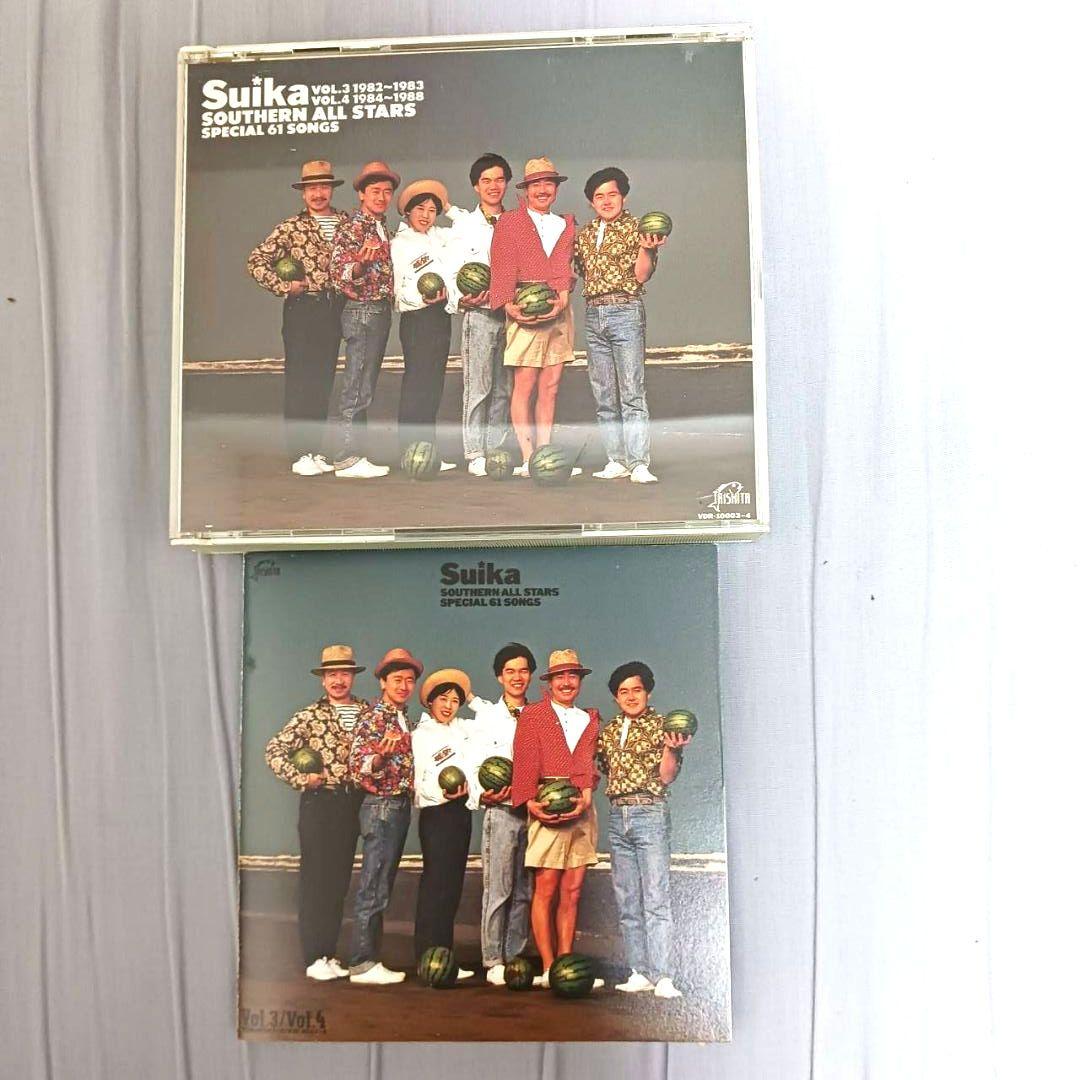 Suika VOL.3 1982~1983
VOL.4 1984~1988
SOUTHERN ALL STARS
SPECIAL 61 SONGS
TAISHITA
VDR-10003~4
TAISHITA
Suika
SOUTHERN ALL STARS
SPECIAL 61 SONGS
Vol.3/Vol.4